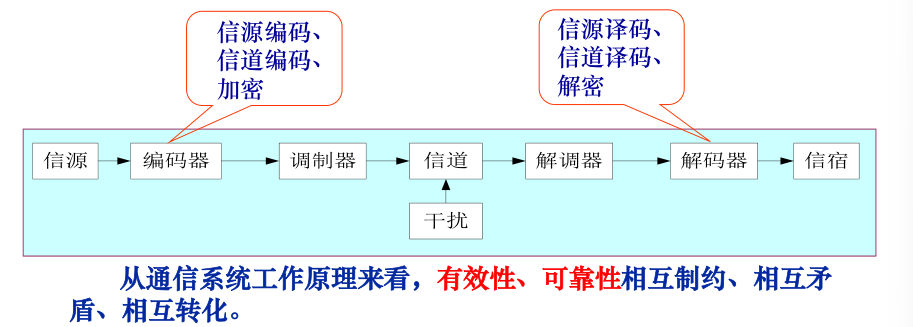 信源编码、
信道编码、
加密
信源译码、
信道译码、
解密
信源
编码器
调制器
信道
解调器
解码器
信宿
干扰
从通信系统工作原理来看，有效性、可靠性相互制约、相互矛
盾、相互转化。